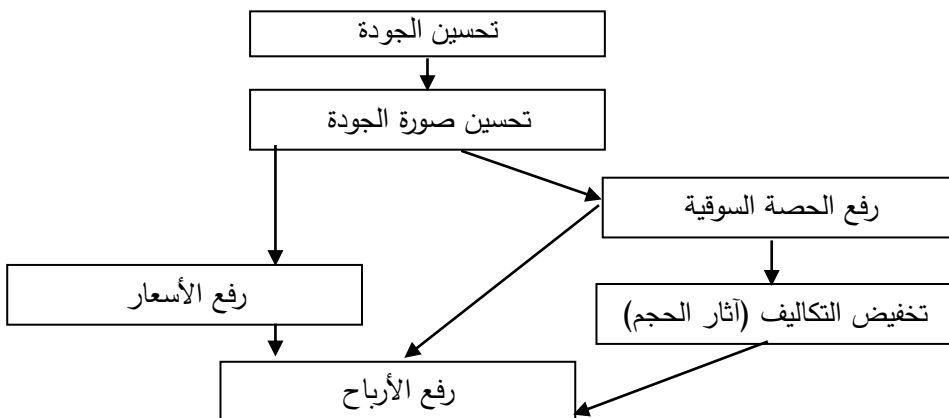 تحسين الجودة
تحسين صورة الجودة
رفع الحصة السوقية
رفع الأسعار
تخفيض التكاليف (آثار الحجم)
رفع الأرباح